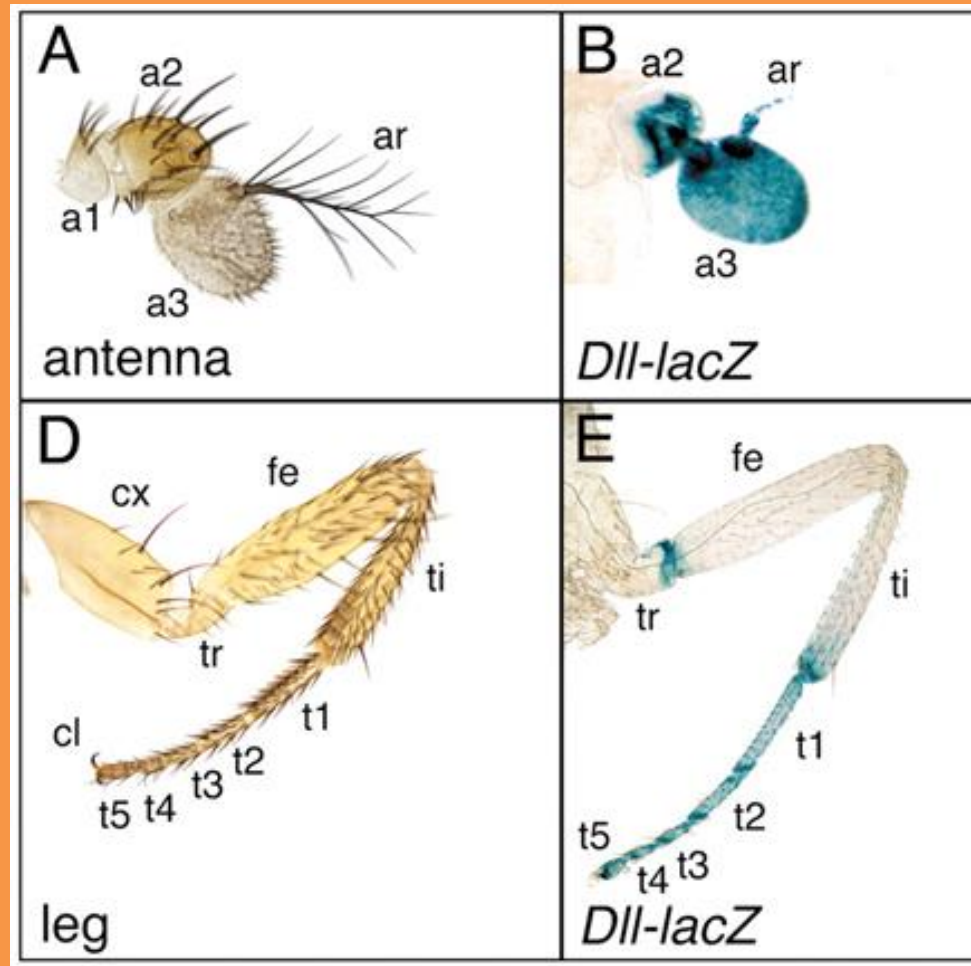 A
a2
ar
a1
a3
antenna
B
a2
ar
a3
Dll-lacZ
D
cx
fe
ti
tr
t1
cl
t2
t3
t5 t4
leg
E
fe
ti
tr
t1
t2
t5
t3
t4
Dll-lacZ